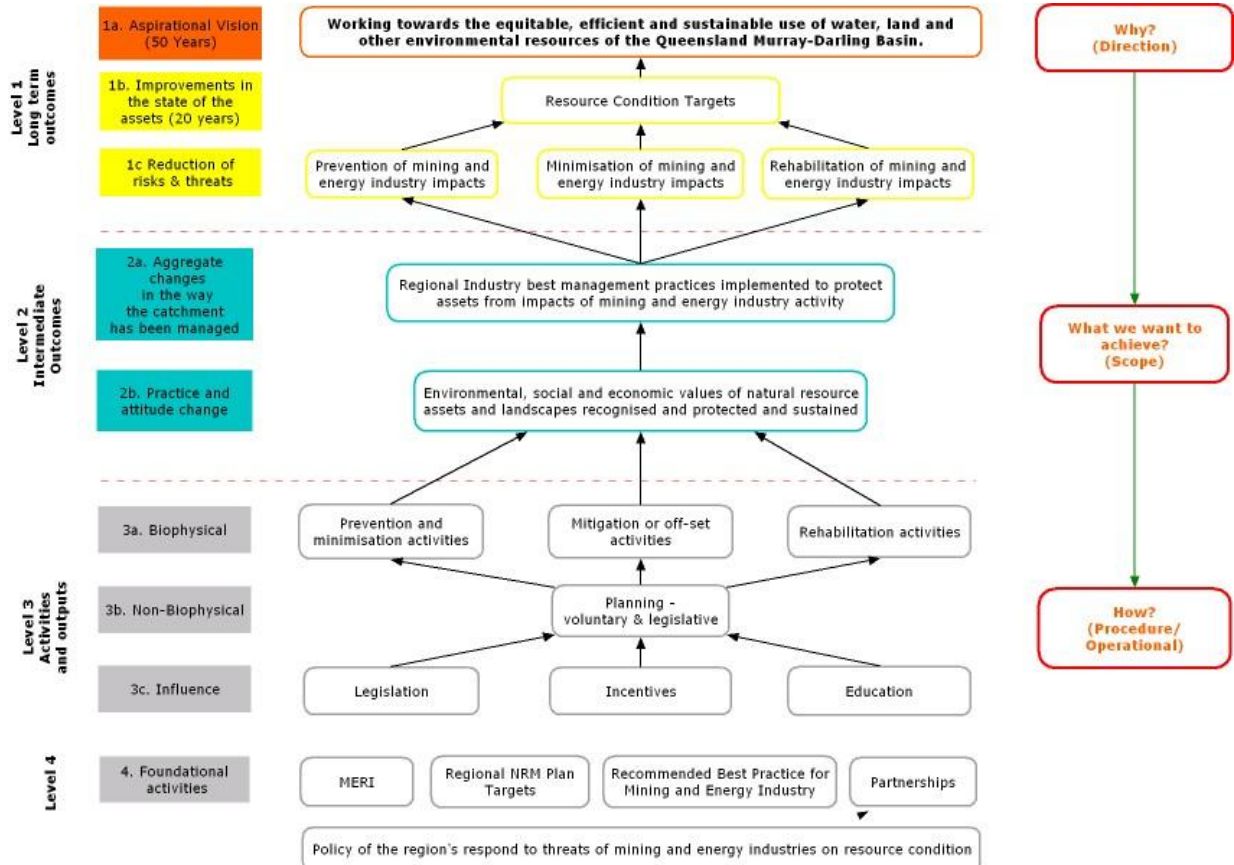 1a. Aspirational Vision
(50 Years)
Working towards the equitable, efficient and sustainable use of water, land and
other environmental resources of the Queensland Murray-Darling Basin.
Why?
(Direction)
Level 1
Long term
outcomes
1b. Improvements in
the state of the
assets (20 years)
Resource Condition Targets
1c Reduction of
risks & threats
Prevention of mining and
energy industry impacts
Minimisation of mining and
energy industry impacts
Rehabilitation of mining and
energy industry impacts
Level 2
Intermediate
Outcomes
2a. Aggregate
changes
in the way
the catchment
has been managed
Regional Industry best management practices implemented to protect
assets from impacts of mining and energy industry activity
What we want to
achieve?
(Scope)
2b. Practice and
attitude change
Environmental, social and economic values of natural resource
assets and landscapes recognised and protected and sustained
Level 3
Activities
and outputs
3a. Biophysical
Prevention and
minimisation activities
Mitigation or off-set
activities
Rehabilitation activities
3b. Non-Biophysical
Planning -
voluntary & legislative
How?
(Procedure/
Operational)
3c. Influence
Legislation
Incentives
Education
Level 4
4. Foundational
activities
MERI
Regional NRM Plan
Targets
Recommended Best Practice for
Mining and Energy Industry
Partnerships
Policy of the region's respond to threats of mining and energy industries on resource condition